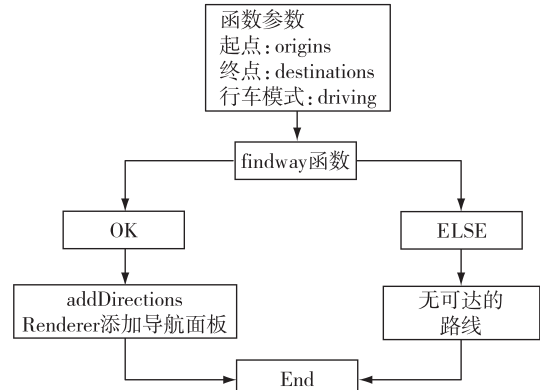 函数参数
起点:origins
终点:destinations
行车模式:driving
findway函数
OK
ELSE
addDirections
Renderer添加导航面板
无可达的
路线
End